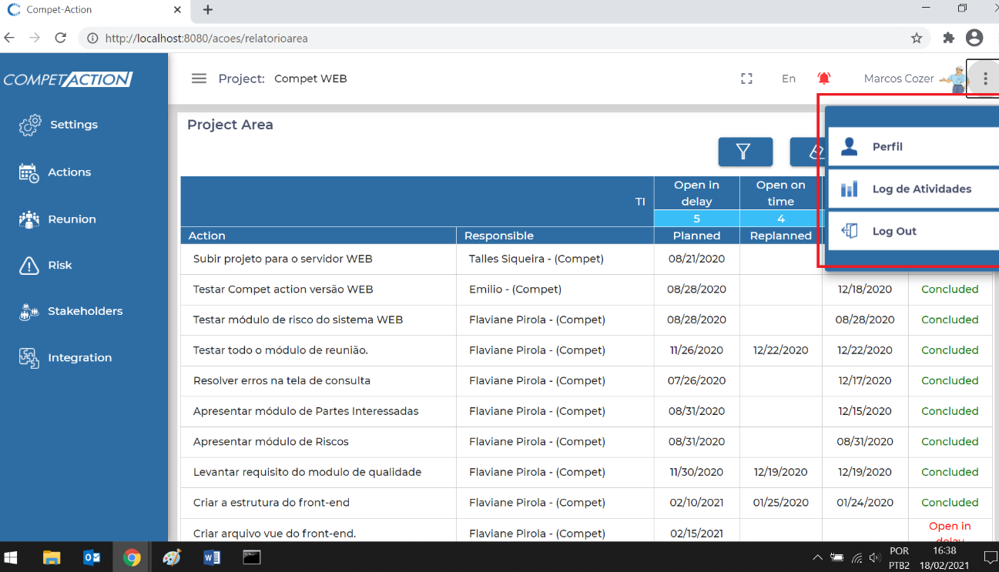 Compet-Action
http://localhost:8080/acoes/relatorioarea
COMPETACTION
Project: Compet WEB
En
Marcos Cozer
Settings
Actions
Reunion
Risk
Stakeholders
Integration
Project Area
Perfil
Log de Atividades
Log Out
TI
Open in delay
Open on time
5
4
Action Responsible Planned Replanned
Subir projeto para o servidor WEB Talles Siqueira - (Compet) 08/21/2020
Testar Compet action versão WEB Emilio - (Compet) 08/28/2020 12/18/2020 Concluded
Testar módulo de risco do sistema WEB Flaviane Pirola - (Compet) 08/28/2020 08/28/2020 Concluded
Testar todo o módulo de reunião. Flaviane Pirola - (Compet) 11/26/2020 12/22/2020 12/22/2020 Concluded
Resolver erros na tela de consulta Flaviane Pirola - (Compet) 07/26/2020 12/17/2020 Concluded
Apresentar módulo de Partes Interessadas Flaviane Pirola - (Compet) 08/31/2020 12/15/2020 Concluded
Apresentar módulo de Riscos Flaviane Pirola - (Compet) 08/31/2020 08/31/2020 Concluded
Levantar requisito do modulo de qualidade Flaviane Pirola - (Compet) 11/30/2020 12/19/2020 12/19/2020 Concluded
Criar a estrutura do front-end Flaviane Pirola - (Compet) 02/10/2021 01/25/2020 01/24/2020 Concluded
Criar arquivo vue do front-end. Flaviane Pirola - (Compet) 02/15/2021 Open in delay
POR
PTB2
16:38
18/02/2021